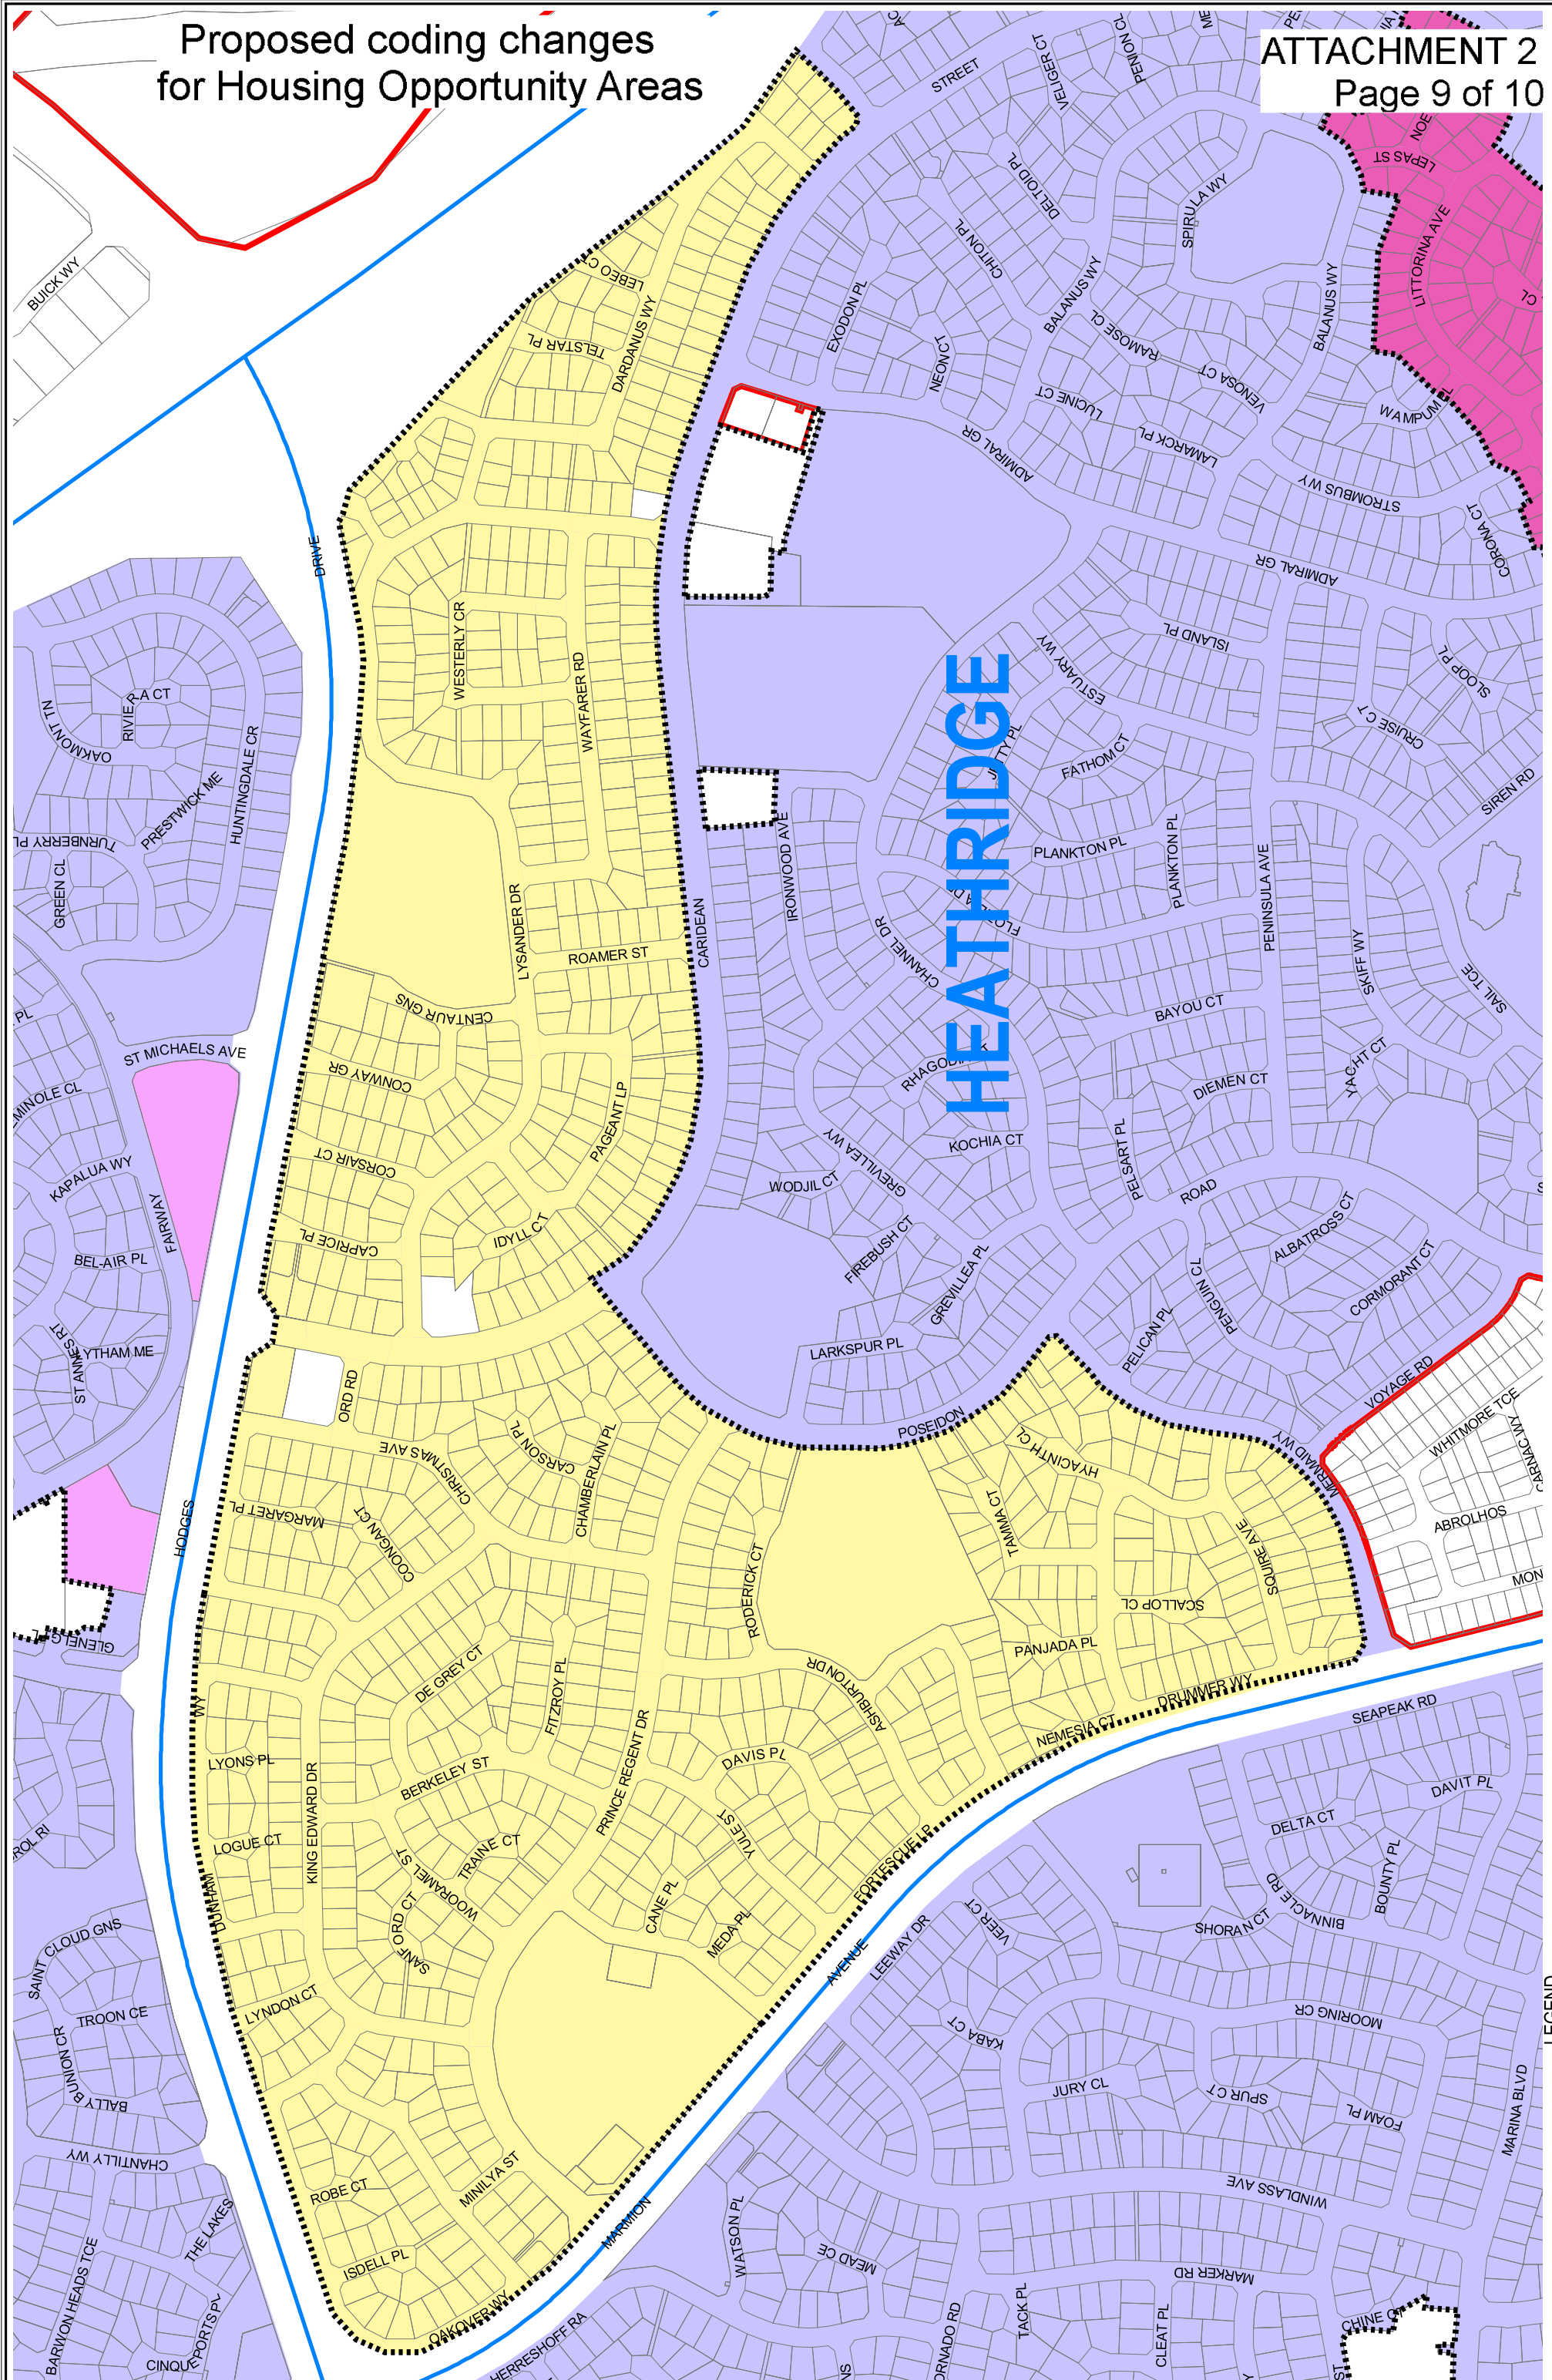 Proposed coding changes
for Housing Opportunity Areas
ATTACHMENT 2
Page 9 of 10
STREET
VELIGER CT
PENION CL
LEPAS ST
DELTOID PL
SPIRULA WY
CHITON PL
LITTORINA AVE
CL
BUICK WY
LEBEO CT
DARDANUS WY
TELSTAR PL
EXODON PL
BALANUS WY
BALANUS WY
RAMOSE CL
NEON CT
VENOSA CT
LUCINE CT
WAMPUM
LAMARCK PL
ADMIRAL GR
STROMBUS WY
CORONA CT
DRIVE
ADMIRAL GR
WESTERLY CR
WAYFARER RD
ISLAND PL
ESTUARY WY
SLOOP PL
CRUISE CT
RIVIERA CT
OAKMONT TN
HUNTINGDALE CR
PRESTWICK ME
TURNBERRY PL
GREEN CL
HEATHRIDGE
FATHOM CT
SIREN RD
PLANKTON PL
PLANKTON PL
PENINSULA AVE
IRONWOOD AVE
LYSANDER DR
ROAMER ST
CARIDEAN
CHANNEL DR
SKIFF WY
SAIL TCE
CENTAUR GNS
BAYOU CT
ST MICHAELS AVE
CONWAY GR
YACHT CT
DIEMEN CT
PAGEANT LP
KOCHIA CT
PELSART PL
CORSAIR CT
GREVILLEA WY
WODJIL CT
ROAD
KAPALUA WY
FAIRWAY
IDYLL CT
CAPRICE PL
ALBATROSS CT
BEL-AIR PL
FIREBUSH CT
GREVILLEA PL
PENGUIN CL
CORMORANT CT
PELICAN PL
LARKSPUR PL
VOYAGE RD
ORD RD
POSEIDON
WHITMORE TCE
CARNAC WY
CARSON PL
CHAMBERLAIN PL
CHRISTMAS AVE
HYACINTH CL
MERMAID WY
TAMMA CT
MARGARET PL
COONGAN CT
HODGES
ABROLHOS
SQUIRE AVE
RODERICK CT
SCALLOP CL
PANJADA PL
DE GREY CT
FITZROY PL
ASHBURTON DR
DRUMMER WY
NEMESIA CT
SEAPEAK RD
WY
LYONS PL
KING EDWARD DR
BERKELEY ST
PRINCE REGENT DR
DAVIS PL
DAVIT PL
YULE ST
DELTA CT
LOGUE CT
TRAINE CT
WOORAMEL ST
FORTESCUE LP
BOUNTY PL
BINNACLE RD
DUNHAM
CANE PL
MEDA PL
SANFORD CT
VEER CT
SHORAN CT
LEEWAY DR
AVENUE
SAINT CLOUD GNS
TROON CE
LYNDON CT
KABA CT
MOORING CR
LEGEND
BALLY BUNION CR
JURY CL
SPUR CT
FOAM PL
MARINA BLVD
CHANTILLY WY
ROBE CT
MINILYA ST
WINDLASS AVE
THE LAKES
MARMION
WATSON PL
MEAD CE
ISDELL PL
MARKER RD
BARWON HEADS TCE
OAKOVER WY
TACK PL
CLEAT PL
HERRESHOFF RA